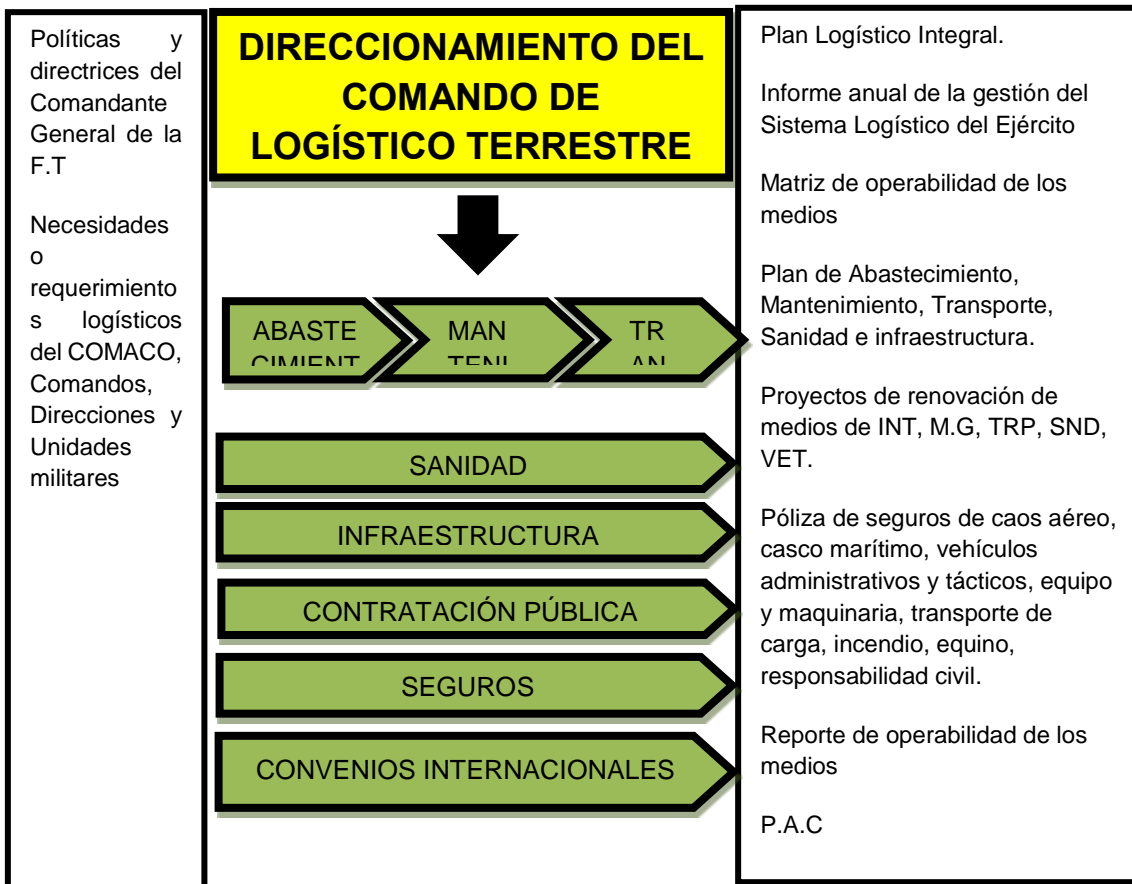 Políticas y
directrices del
Comandante
General de la
F.T
Necesidades
o
requerimiento
s logísticos
del COMACO,
Comandos,
Direcciones y
Unidades
militares
DIRECCIONAMIENTO DEL
COMANDO DE
LOGÍSTICO TERRESTRE
ABASTE
CIMIENT
MAN
TENI
TR
AN
SANIDAD
INFRAESTRUCTURA
CONTRATACIÓN PÚBLICA
SEGUROS
CONVENIOS INTERNACIONALES
Plan Logístico Integral.
Informe anual de la gestión del
Sistema Logístico del Ejército
Matriz de operabilidad de los
medios
Plan de Abastecimiento,
Mantenimiento, Transporte,
Sanidad e infraestructura.
Proyectos de renovación de
medios de INT, M.G, TRP, SND,
VET.
Póliza de seguros de caos aéreo,
casco marítimo, vehículos
administrativos y tácticos, equipo
y maquinaria, transporte de
carga, incendio, equino,
responsabilidad civil.
Reporte de operabilidad de los
medios
P.A.C